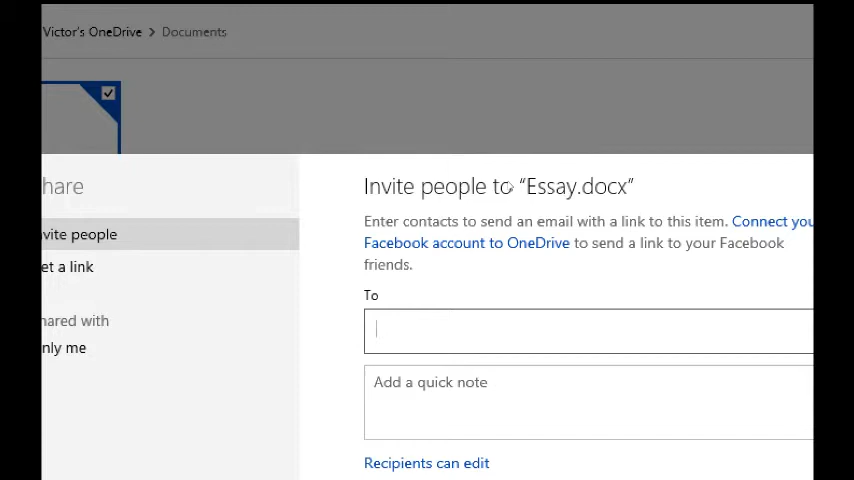 Victor's OneDrive > Documents
hare
vite people
et a link
hared with
nly me
Invite people to “Essay.docx”
Enter contacts to send an email with a link to this item. Connect you
Facebook account to OneDrive to send a link to your Facebook
friends.
To
Add a quick note
Recipients can edit